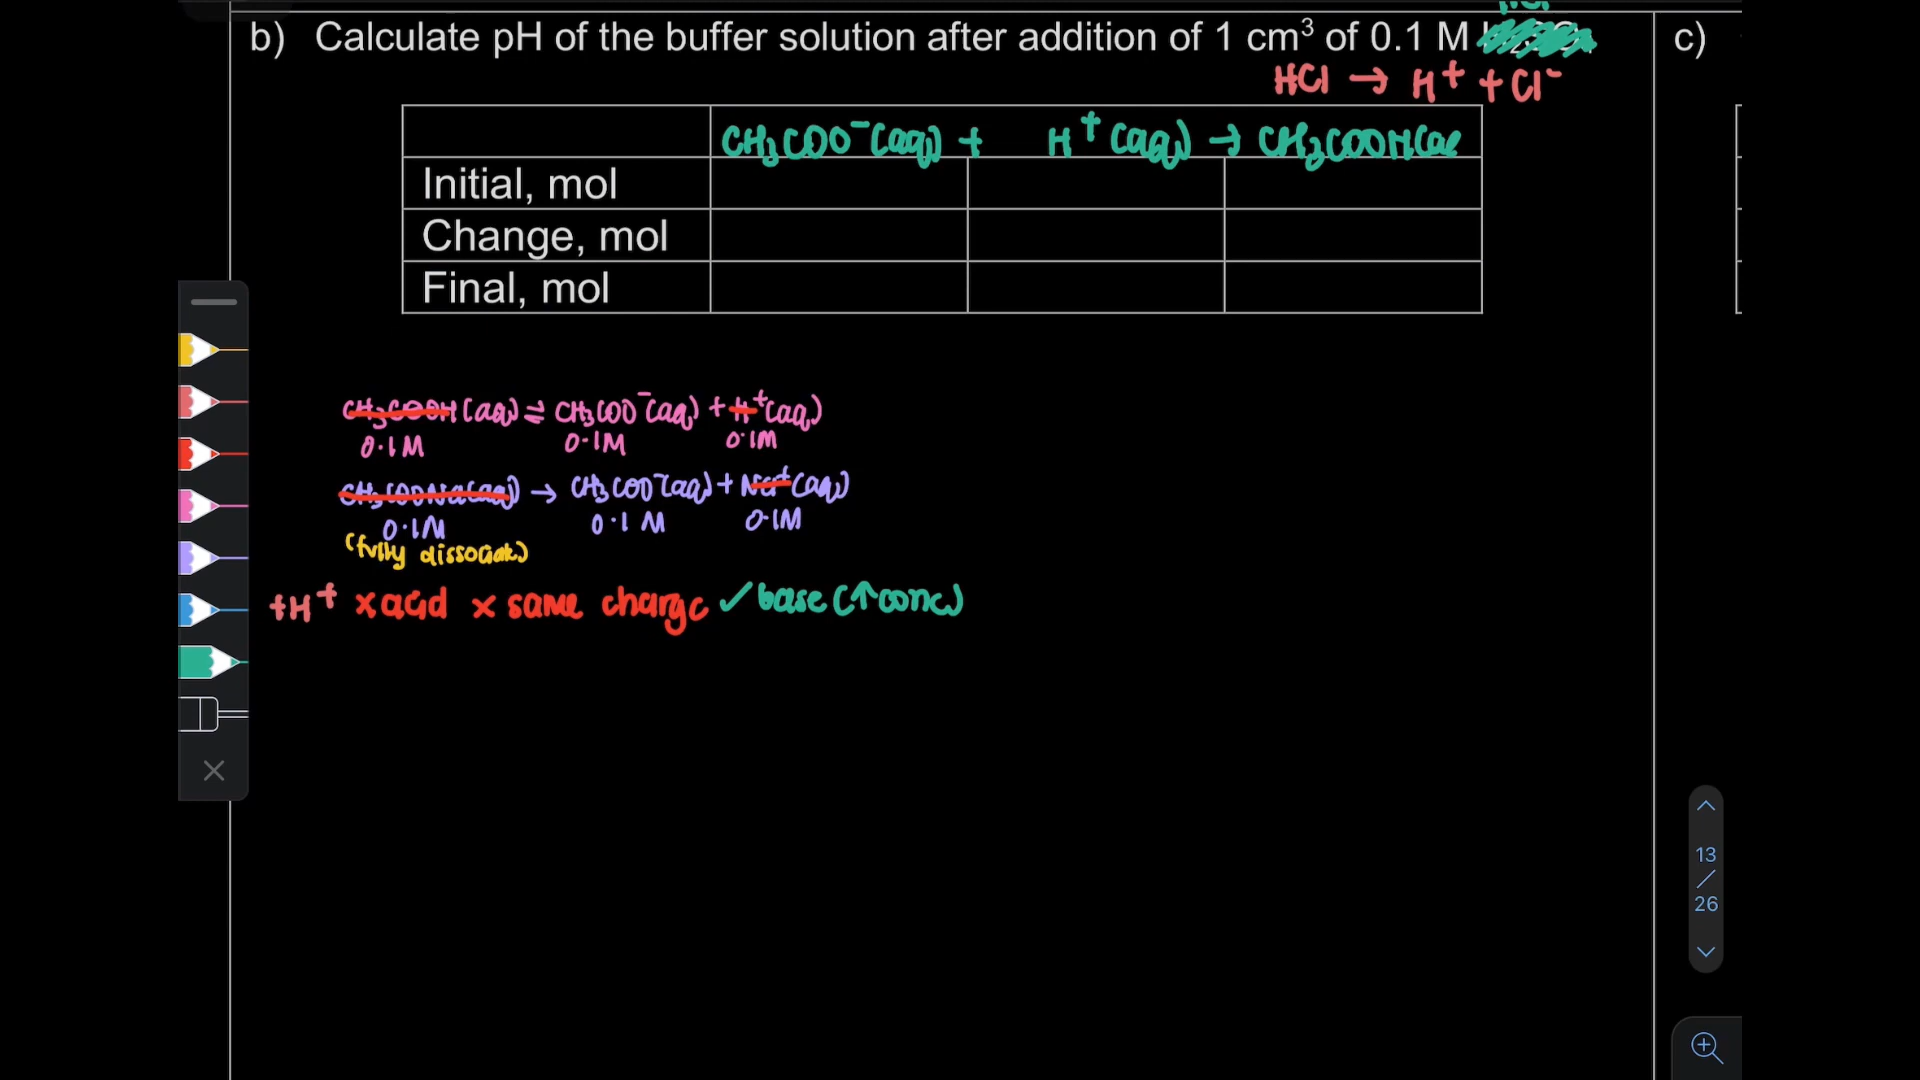 b) Calculate pH of the buffer solution after addition of 1 cm³ of 0.1 M HCl
c)
HCl → H⁺ + Cl⁻
CH₃COO⁻(aq) + H⁺(aq) → CH₃COOH(aq
Initial, mol
Change, mol
Final, mol
CH₃COOH(aq) ⇌ CH₃COO⁻(aq) + H⁺(aq)
0.1M 0.1M 0.1M
CH₃COONa(aq) → CH₃COO⁻(aq) + Na⁺(aq)
0.1M 0.1 M 0.1M
(fully dissociate)
+H⁺ × acid × same charge ✓base (↑conc)
13
/
26